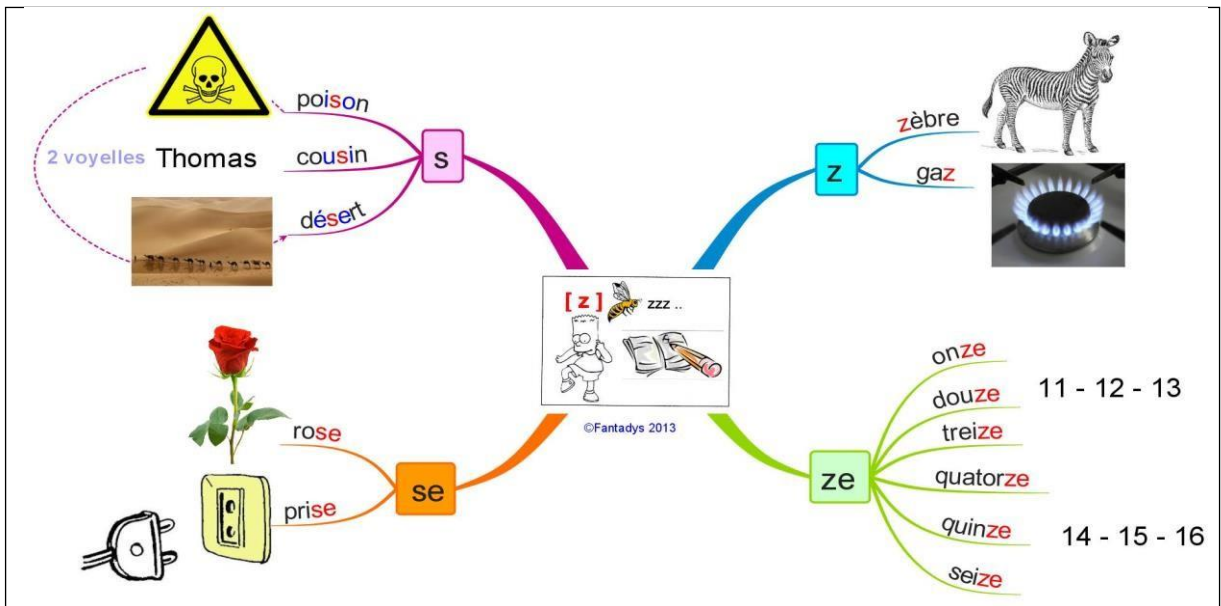 poison
2 voyelles
Thomas
cousin
s
désert
zèbre
z
gaz
[ z ]
zzz ..
©Fantadys 2013
rose
se
prise
onze
douze
11 - 12 - 13
treize
ze
quatorze
quinze
14 - 15 - 16
seize